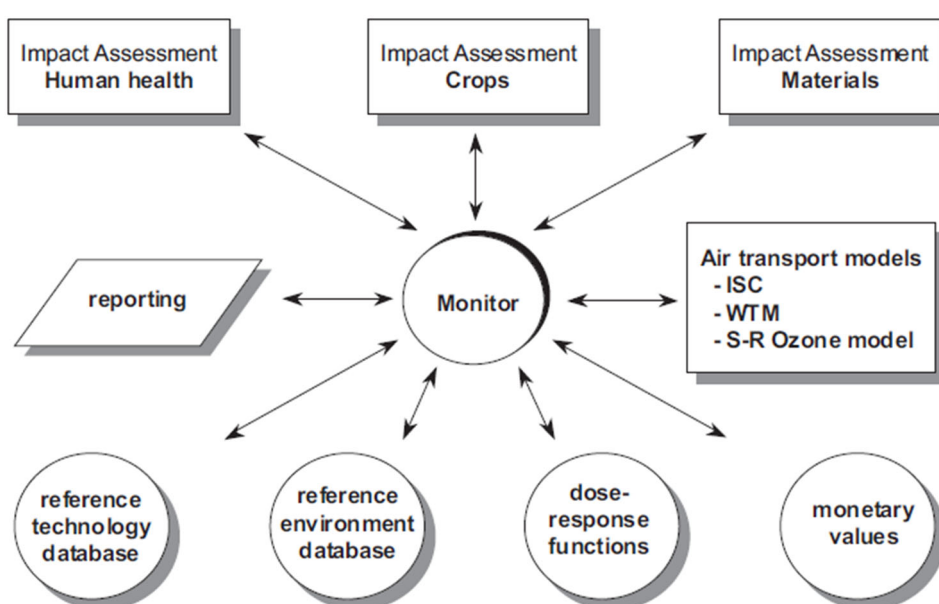 Impact Assessment
Human health
Impact Assessment
Crops
Impact Assessment
Materials
reporting
Monitor
Air transport models
- ISC
- WTM
- S-R Ozone model
reference
technology
database
reference
environment
database
dose-
response
functions
monetary
values